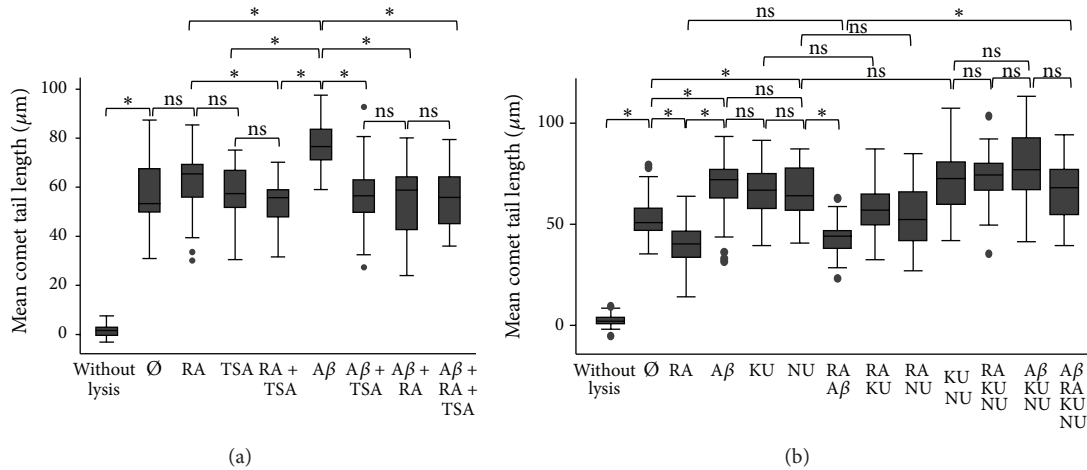 *
*
*
*
*
*
*
*
ns
ns
ns
ns
ns
100
80
60
40
20
0
Mean comet tail length (μm)
Without
lysis
Ø
RA
TSA
RA +
TSA
Aβ
Aβ +
TSA
Aβ +
RA
Aβ +
RA +
TSA
(a)
ns
*
ns
ns
ns
*
ns
*
ns
ns
ns
ns
*
*
*
ns
ns
*
100
50
0
Mean comet tail length (μm)
Without
lysis
Ø
RA
Aβ
KU
NU
RA
Aβ
RA
KU
RA
NU
KU
NU
RA
KU
NU
Aβ
KU
NU
Aβ
RA
KU
NU
(b)